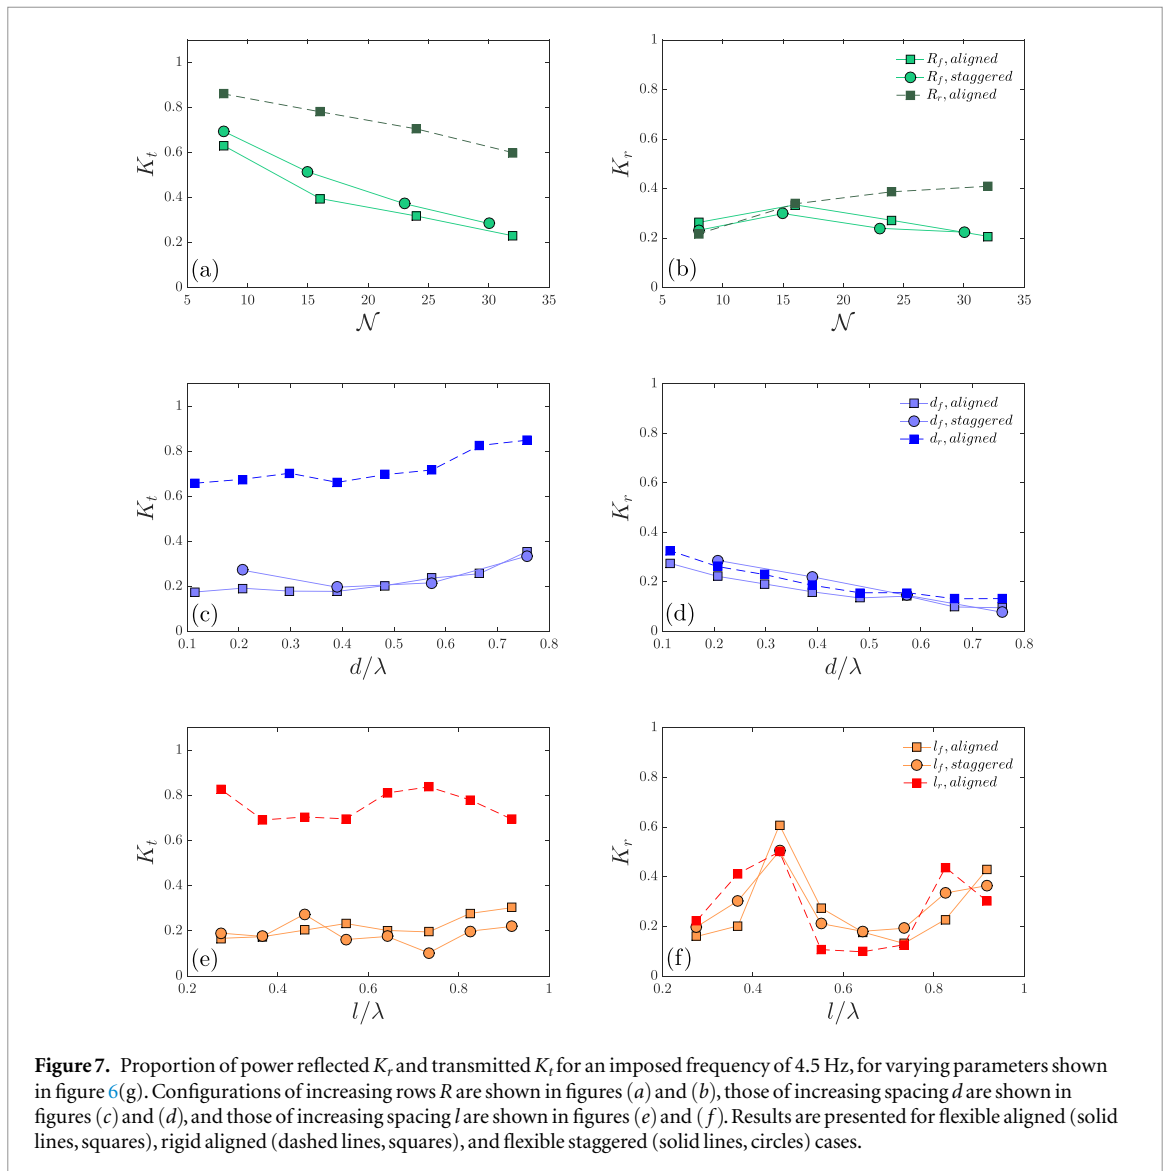 1
0.8
0.6
0.4
0.2
0
K_t
(a)
5 10 15 20 25 30 35
𝒩
1
0.8
0.6
0.4
0.2
0
K_r
R_f, aligned
R_f, staggered
R_r, aligned
(b)
5 10 15 20 25 30 35
𝒩
1
0.8
0.6
0.4
0.2
0
K_t
(c)
0.1 0.2 0.3 0.4 0.5 0.6 0.7 0.8
d/λ
1
0.8
0.6
0.4
0.2
0
K_r
d_f, aligned
d_f, staggered
d_r, aligned
(d)
0.1 0.2 0.3 0.4 0.5 0.6 0.7 0.8
d/λ
1
0.8
0.6
0.4
0.2
0
K_t
(e)
0.2 0.4 0.6 0.8 1
l/λ
1
0.8
0.6
0.4
0.2
0
K_r
l_f, aligned
l_f, staggered
l_r, aligned
(f)
0.2 0.4 0.6 0.8 1
l/λ
Figure 7. Proportion of power reflected K_r and transmitted K_t for an imposed frequency of 4.5 Hz, for varying parameters shown
in figure 6(g). Configurations of increasing rows R are shown in figures (a) and (b), those of increasing spacing d are shown in
figures (c) and (d), and those of increasing spacing l are shown in figures (e) and (f). Results are presented for flexible aligned (solid
lines, squares), rigid aligned (dashed lines, squares), and flexible staggered (solid lines, circles) cases.